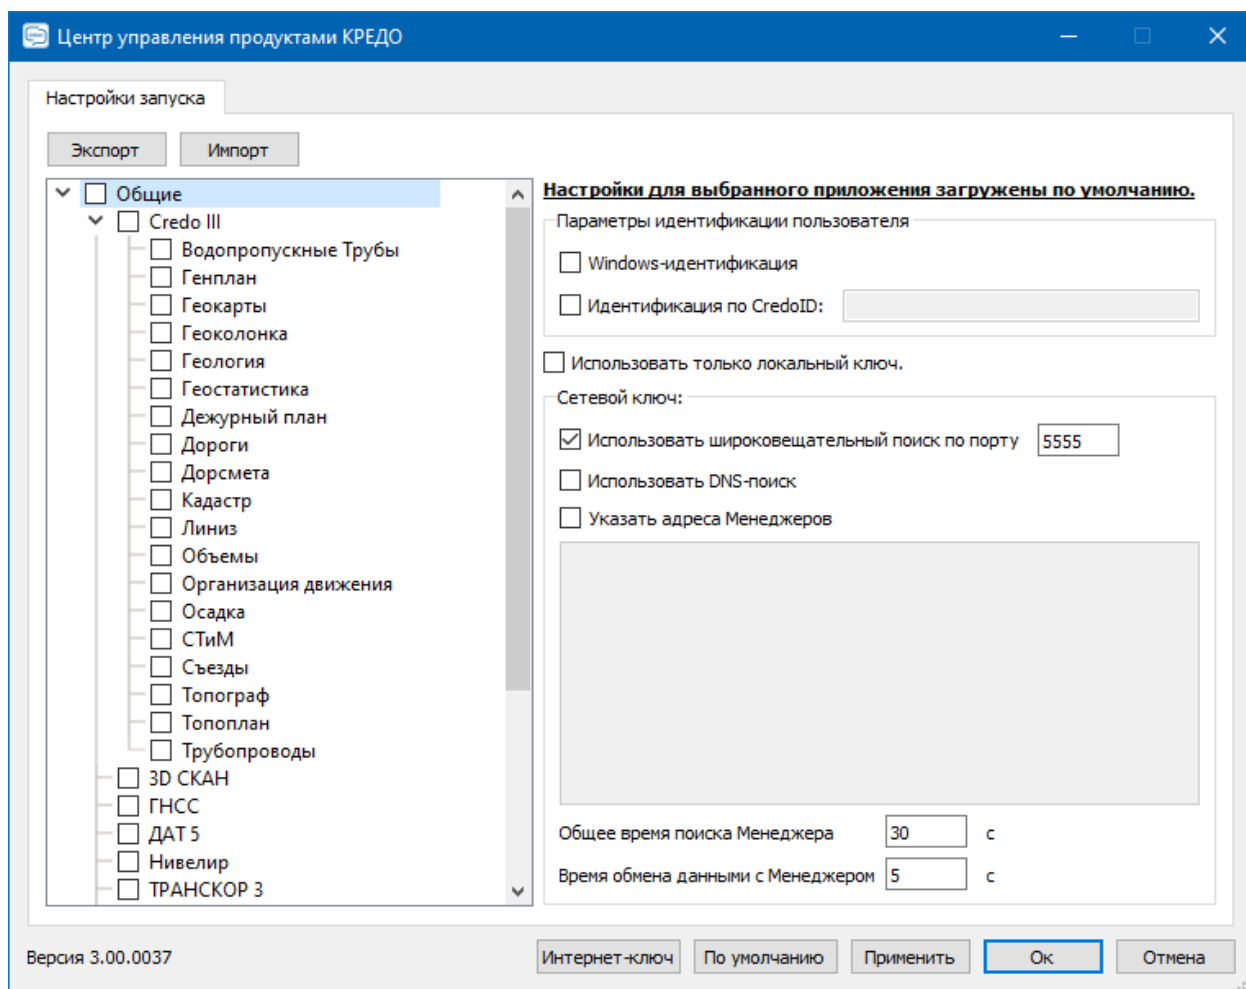 Центр управления продуктами КРЕДО
Настройки запуска
Экспорт
Импорт
Общие
Credo III
Водопропускные Трубы
Генплан
Геокарты
Геоколонка
Геология
Геостатистика
Дежурный план
Дороги
Дорсмета
Кадастр
Линиз
Объемы
Организация движения
Осадка
СТиМ
Съезды
Топограф
Топоплан
Трубопроводы
3D СКАН
ГНСС
ДАТ 5
Нивелир
ТРАНСКОР 3
Настройки для выбранного приложения загружены по умолчанию.
Параметры идентификации пользователя
Windows-идентификация
Идентификация по CredoID:
Использовать только локальный ключ.
Сетевой ключ:
Использовать широковещательный поиск по порту 5555
Использовать DNS-поиск
Указать адреса Менеджеров
Общее время поиска Менеджера 30 с
Время обмена данными с Менеджером 5 с
Версия 3.00.0037
Интернет-ключ
По умолчанию
Применить
Ок
Отмена